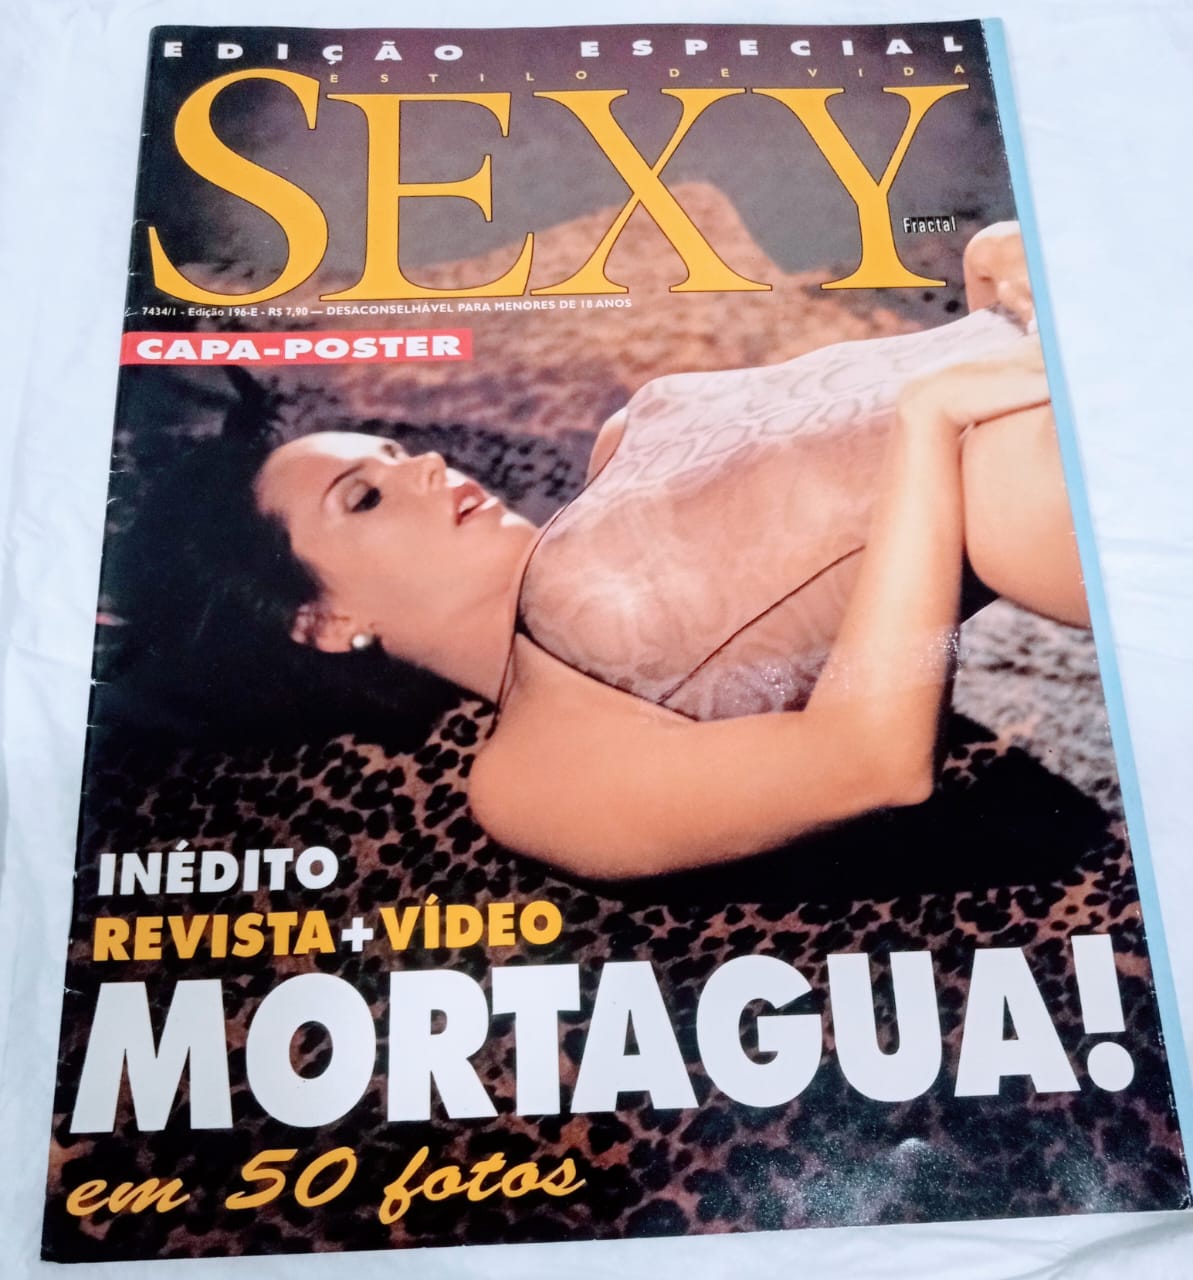 EDIÇÃO ESPECIAL
ESTILO DE VIDA
SEXY
Fractal
7434/1 - Edição 196-E - R$ 7,90 — DESACONSELHÁVEL PARA MENORES DE 18 ANOS
CAPA-POSTER
INÉDITO
REVISTA+VÍDEO
MORTAGUA!
em 50 fotos